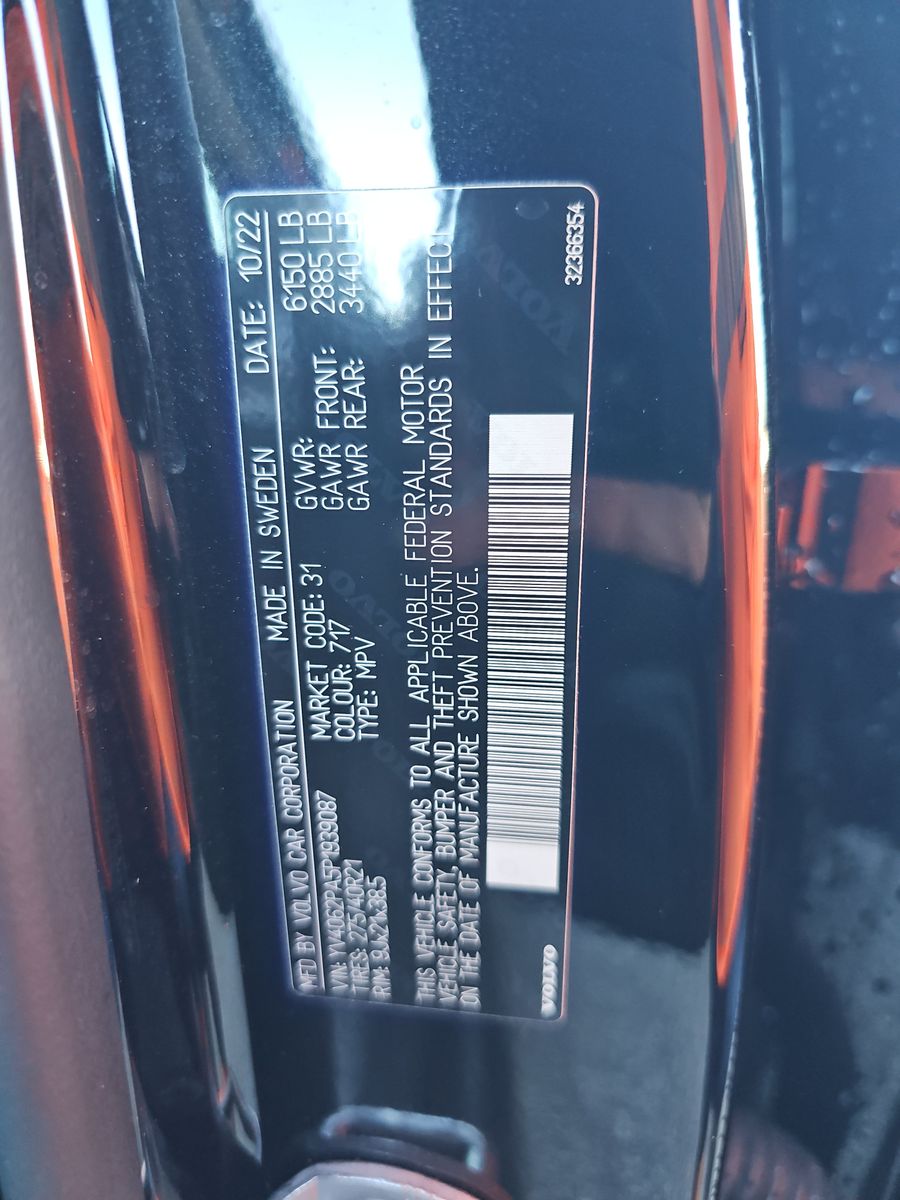 MFD BY VOLVO CAR CORPORATION MADE IN SWEDEN DATE: 10/22
VIN: YV4062PA5P1939087 MARKET CODE: 31 GVWR: 6150 LB
TIRES: 275/40R21 COLOUR: 717 GAWR FRONT: 2885 LB
RIM: 9Jx21x38.5 TYPE: MPV GAWR REAR: 3440 LB
THIS VEHICLE CONFORMS TO ALL APPLICABLE FEDERAL MOTOR
VEHICLE SAFETY, BUMPER AND THEFT PREVENTION STANDARDS IN EFFECT
ON THE DATE OF MANUFACTURE SHOWN ABOVE.
VOLVO 32366354